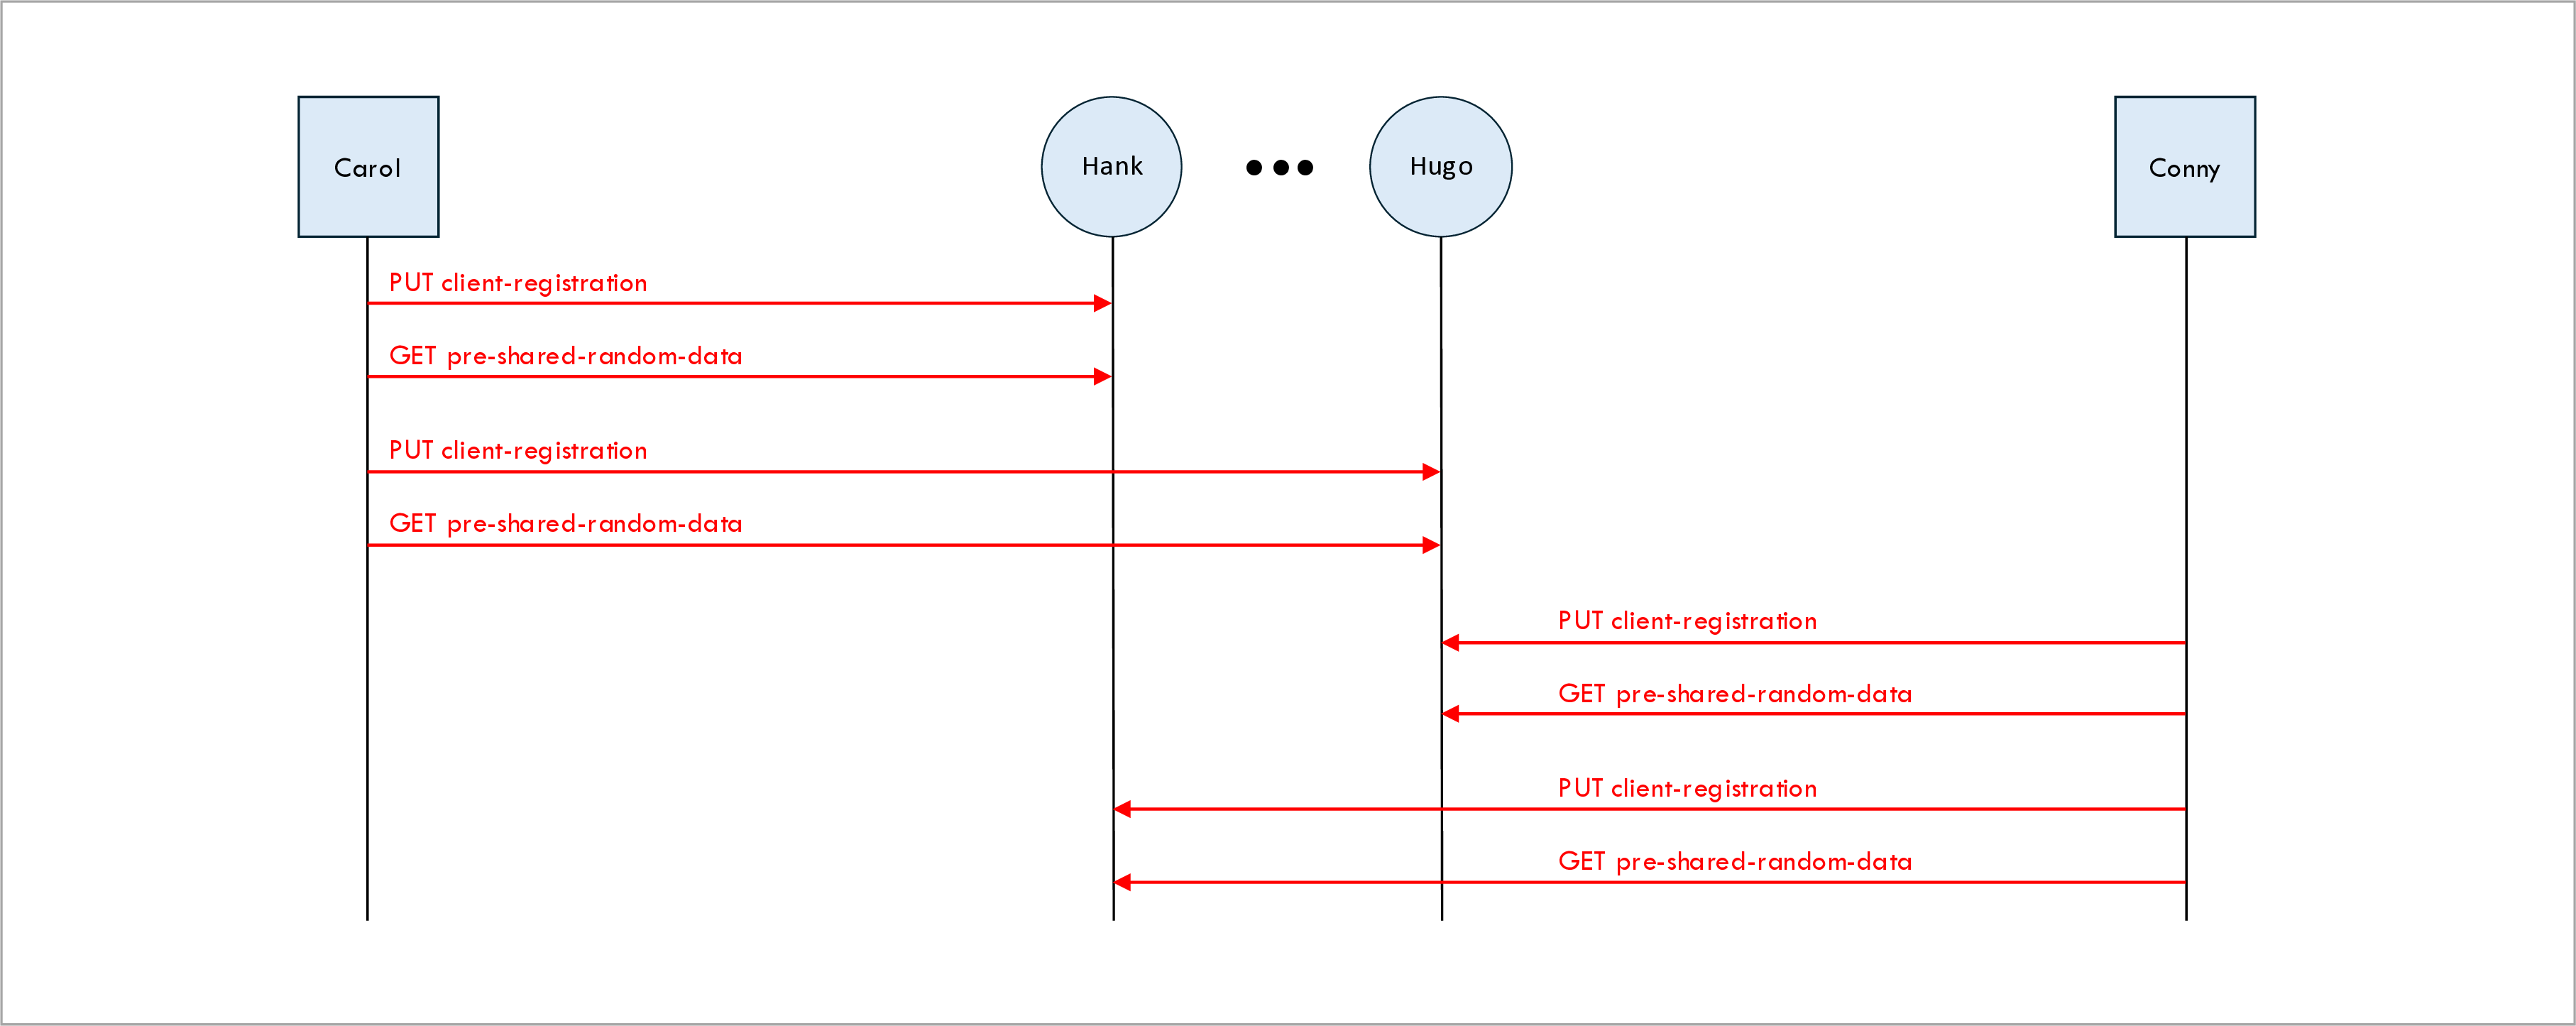 Carol
Hank
Hugo
Conny
PUT client-registration
GET pre-shared-random-data
PUT client-registration
GET pre-shared-random-data
PUT client-registration
GET pre-shared-random-data
PUT client-registration
GET pre-shared-random-data